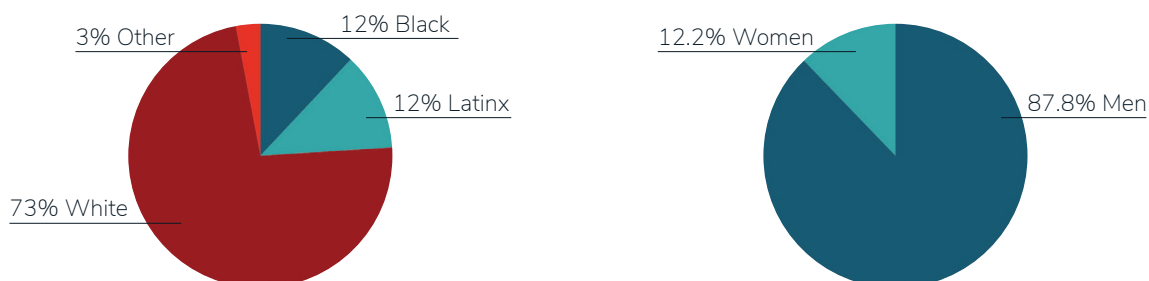 12% Black
3% Other
12% Latinx
73% White
12.2% Women
87.8% Men